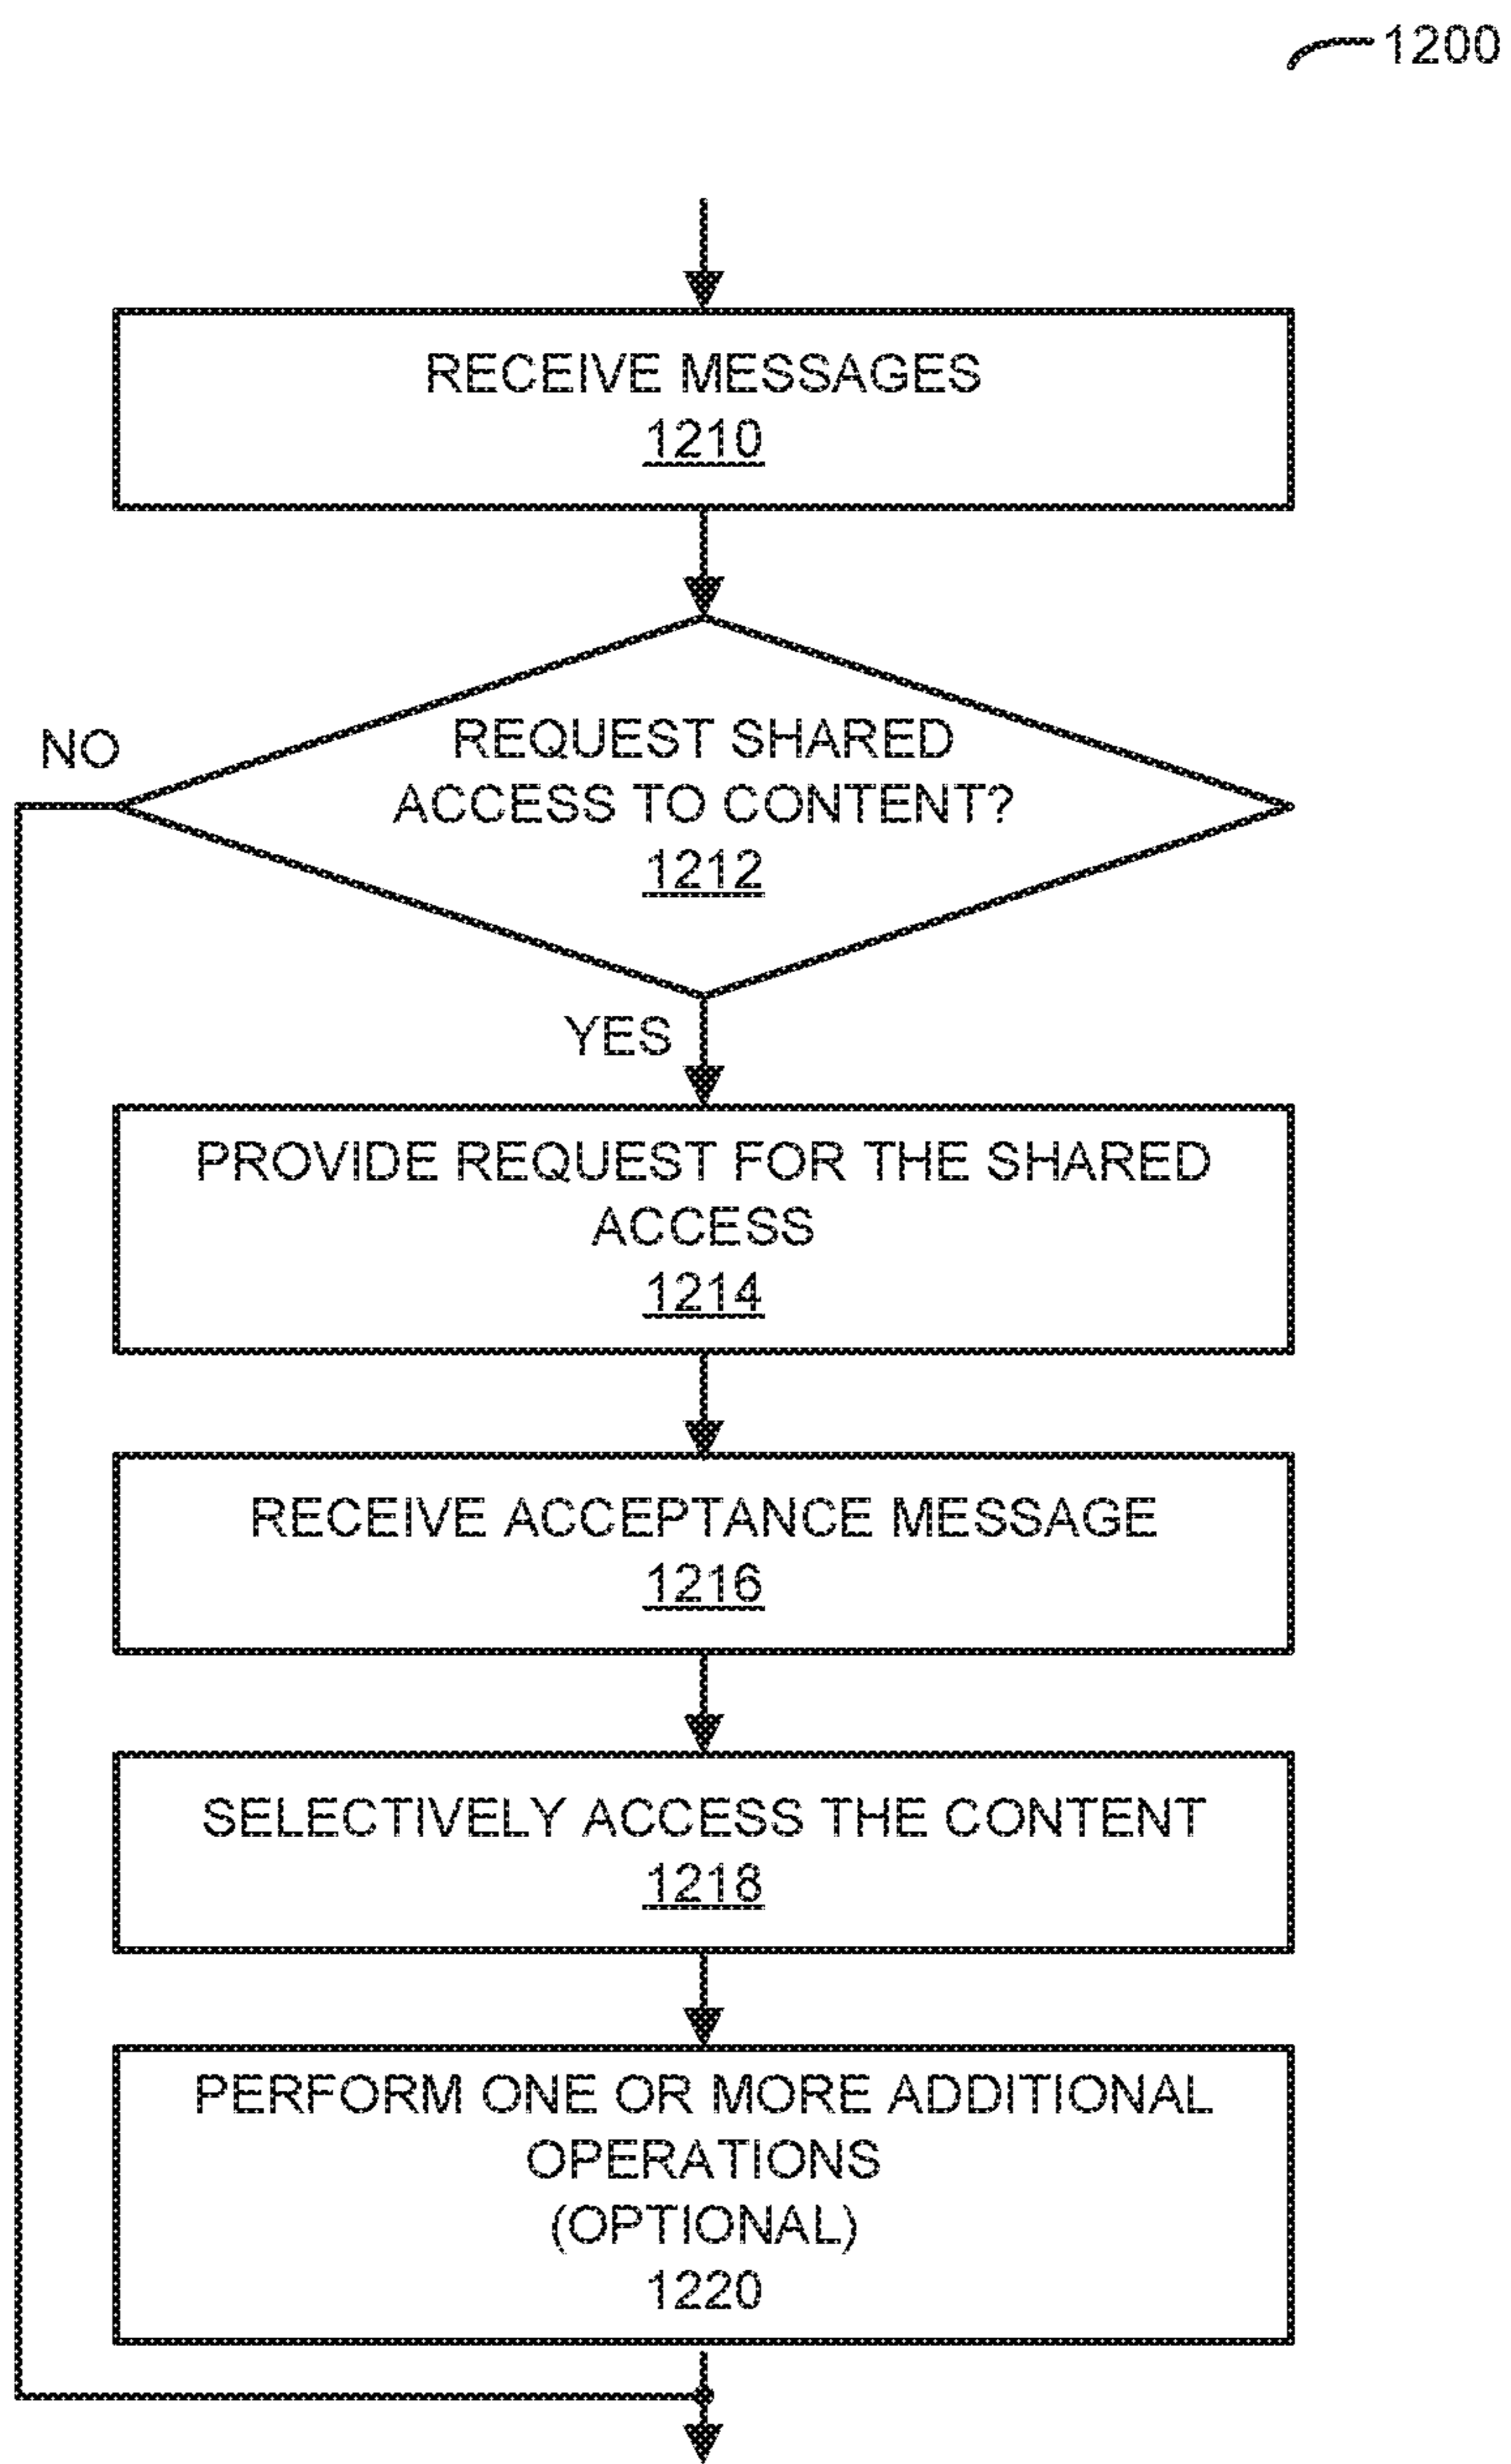 1200
RECEIVE MESSAGES
1210
REQUEST SHARED
ACCESS TO CONTENT?
1212
NO
YES
PROVIDE REQUEST FOR THE SHARED
ACCESS
1214
RECEIVE ACCEPTANCE MESSAGE
1216
SELECTIVELY ACCESS THE CONTENT
1218
PERFORM ONE OR MORE ADDITIONAL
OPERATIONS
(OPTIONAL)
1220